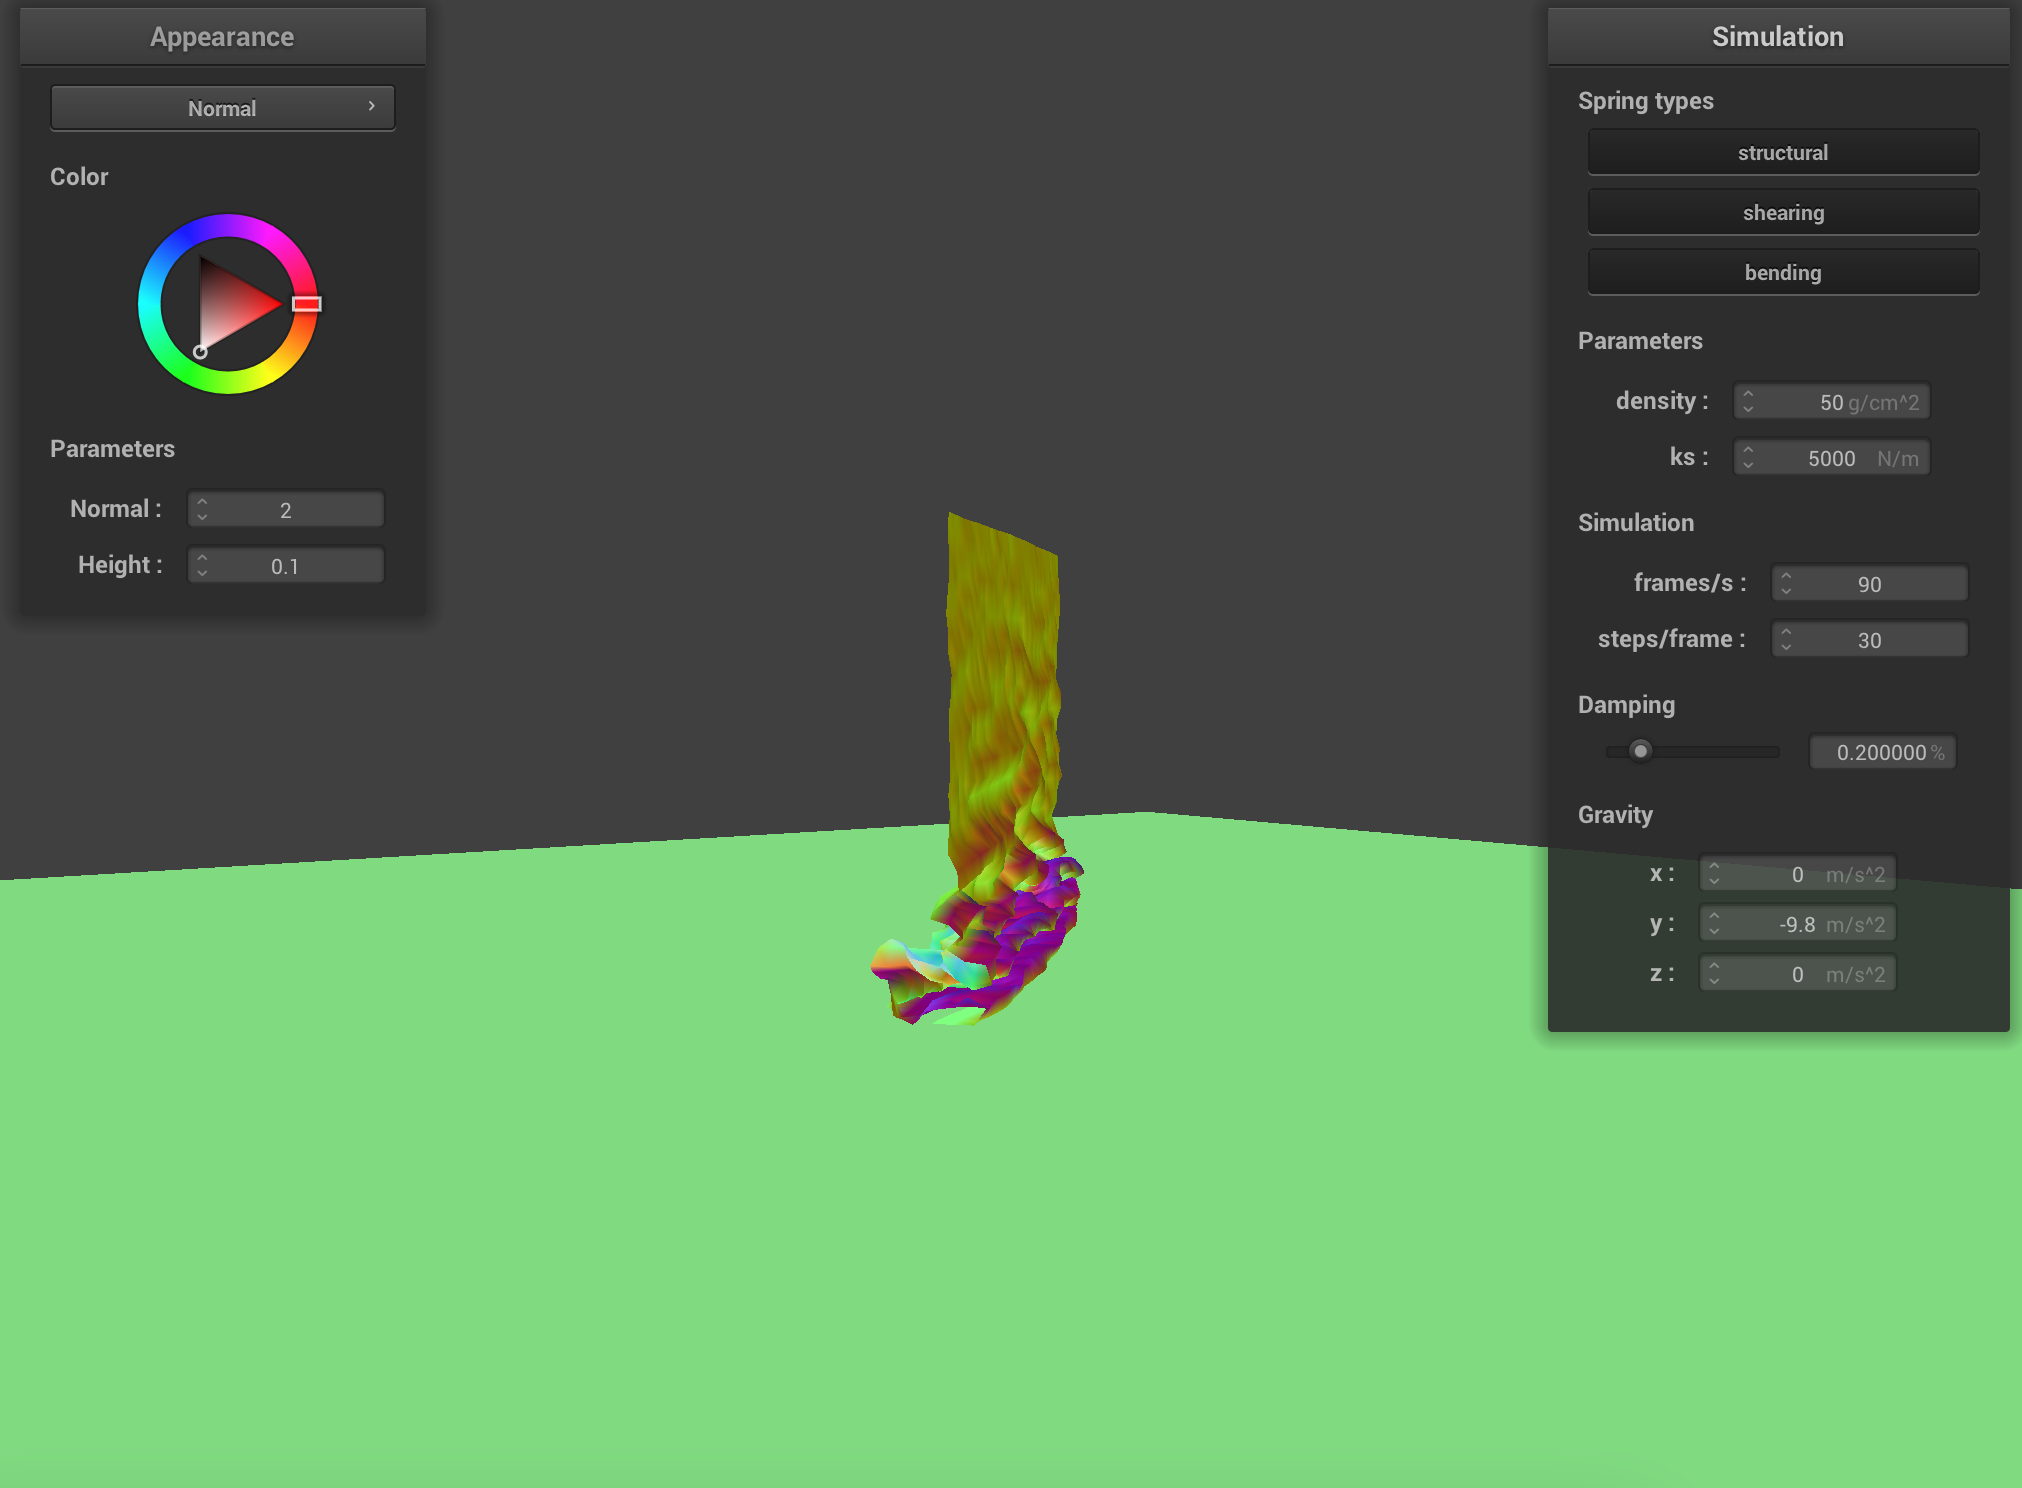 Appearance
Normal
Color
Parameters
Normal : 2
Height : 0.1
Simulation
Spring types
structural
shearing
bending
Parameters
density : 50 g/cm^2
ks : 5000 N/m
Simulation
frames/s : 90
steps/frame : 30
Damping
0.200000 %
Gravity
x : 0 m/s^2
y : -9.8 m/s^2
z : 0 m/s^2